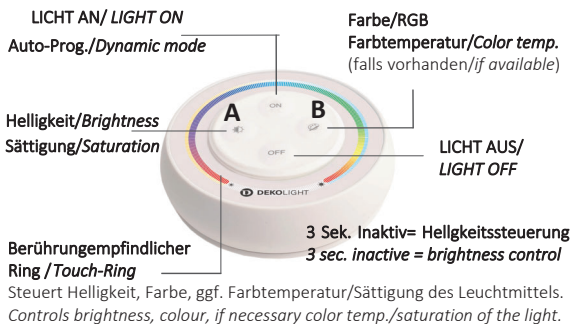 LICHT AN/ LIGHT ON
Auto-Prog./Dynamic mode
Farbe/RGB
Farbtemperatur/Color temp.
(falls vorhanden/if available)
A
B
ON
Helligkeit/Brightness
Sättigung/Saturation
OFF
LICHT AUS/
LIGHT OFF
DEKOLIGHT
3 Sek. Inaktiv= Hellgkeitssteuerung
3 sec. inactive = brightness control
Berührungempfindlicher
Ring /Touch-Ring
Steuert Helligkeit, Farbe, ggf. Farbtemperatur/Sättigung des Leuchtmittels.
Controls brightness, colour, if necessary color temp./saturation of the light.